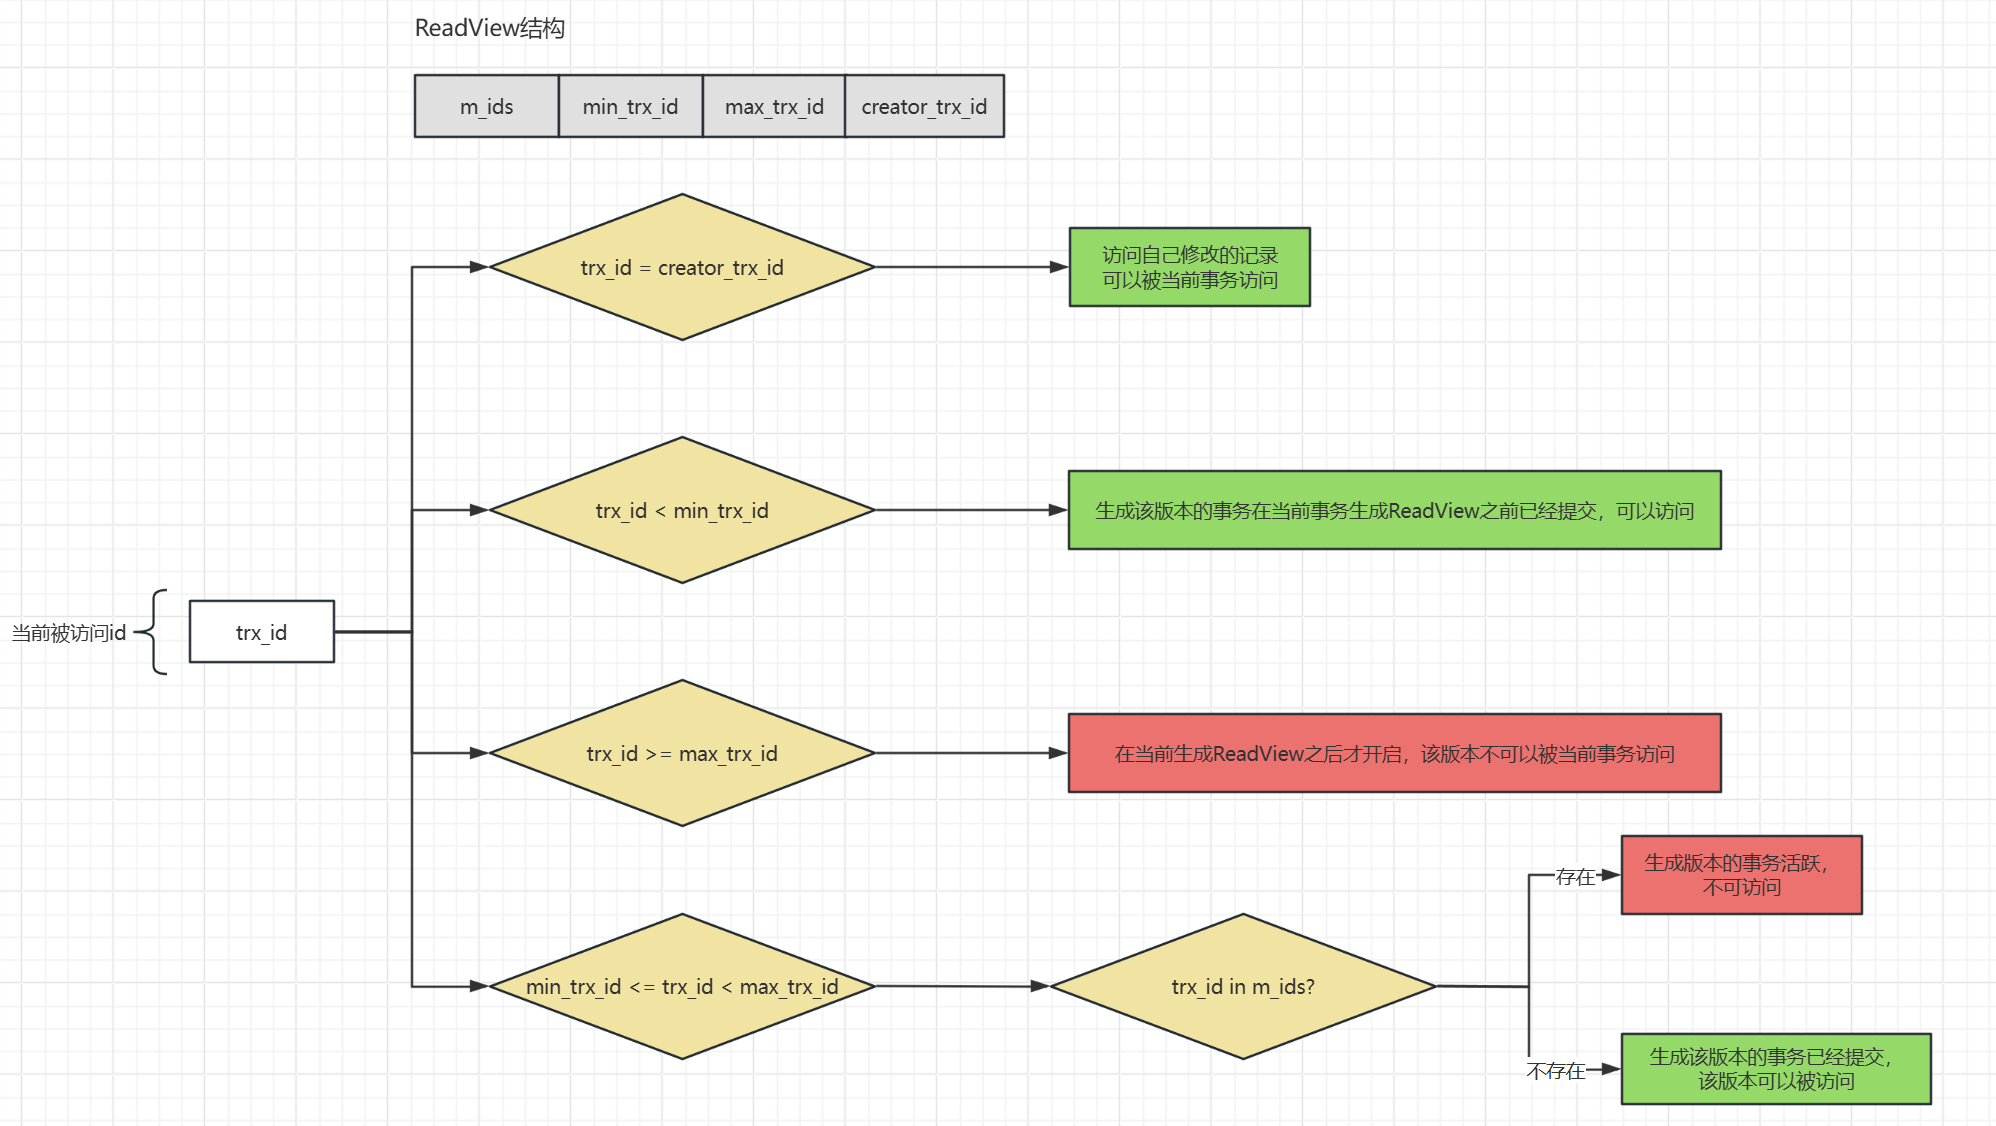 ReadView结构
m_ids
min_trx_id
max_trx_id
creator_trx_id
trx_id = creator_trx_id
访问自己修改的记录
可以被当前事务访问
trx_id < min_trx_id
生成该版本的事务在当前事务生成ReadView之前已经提交，可以访问
当前被访问id
trx_id
trx_id >= max_trx_id
在当前生成ReadView之后才开启，该版本不可以被当前事务访问
min_trx_id <= trx_id < max_trx_id
trx_id in m_ids?
存在
生成版本的事务活跃，
不可访问
不存在
生成该版本的事务已经提交，
该版本可以被访问